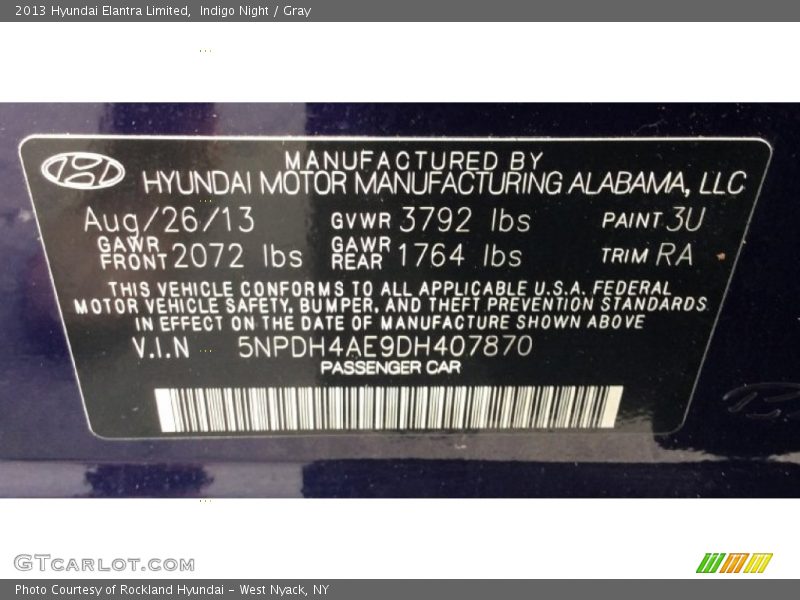 2013 Hyundai Elantra Limited,  Indigo Night / Gray
MANUFACTURED BY
HYUNDAI MOTOR MANUFACTURING ALABAMA, LLC
Aug/26/13 GVWR 3792 lbs PAINT 3U
GAWR FRONT 2072 lbs GAWR REAR 1764 lbs TRIM RA
THIS VEHICLE CONFORMS TO ALL APPLICABLE U.S.A. FEDERAL
MOTOR VEHICLE SAFETY, BUMPER, AND THEFT PREVENTION STANDARDS
IN EFFECT ON THE DATE OF MANUFACTURE SHOWN ABOVE
V.I.N 5NPDH4AE9DH407870
PASSENGER CAR
GTCARLOT.COM
Photo Courtesy of Rockland Hyundai - West Nyack, NY